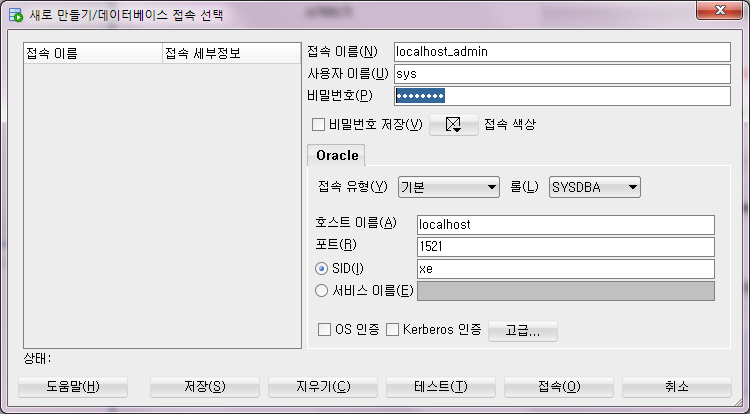 새로 만들기/데이터베이스 접속 선택
접속 이름 접속 세부정보
접속 이름(N) localhost_admin
사용자 이름(U) sys
비밀번호(P) ••••••••
비밀번호 저장(V) 접속 색상
Oracle
접속 유형(Y) 기본 롤(L) SYSDBA
호스트 이름(A) localhost
포트(R) 1521
SID(I) xe
서비스 이름(E)
OS 인증 Kerberos 인증 고급...
상태:
도움말(H) 저장(S) 지우기(C) 테스트(T) 접속(O) 취소